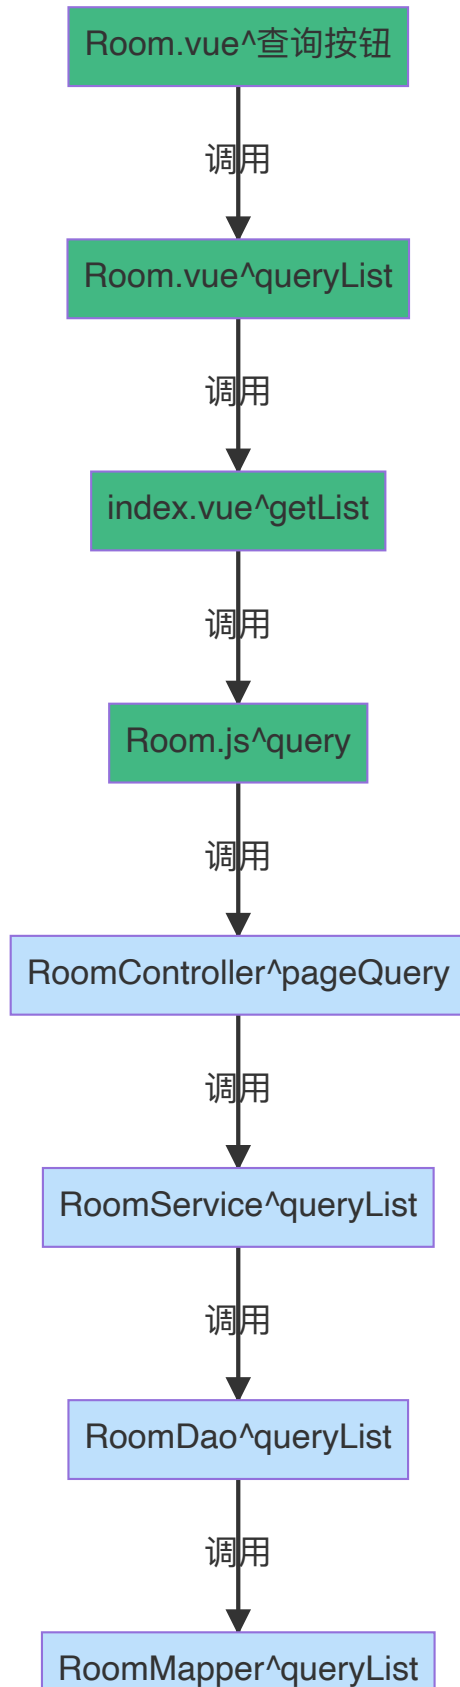 Room.vue^查询按钮
调用
Room.vue^queryList
调用
index.vue^getList
调用
Room.js^query
调用
RoomController^pageQuery
调用
RoomService^queryList
调用
RoomDao^queryList
调用
RoomMapper^queryList